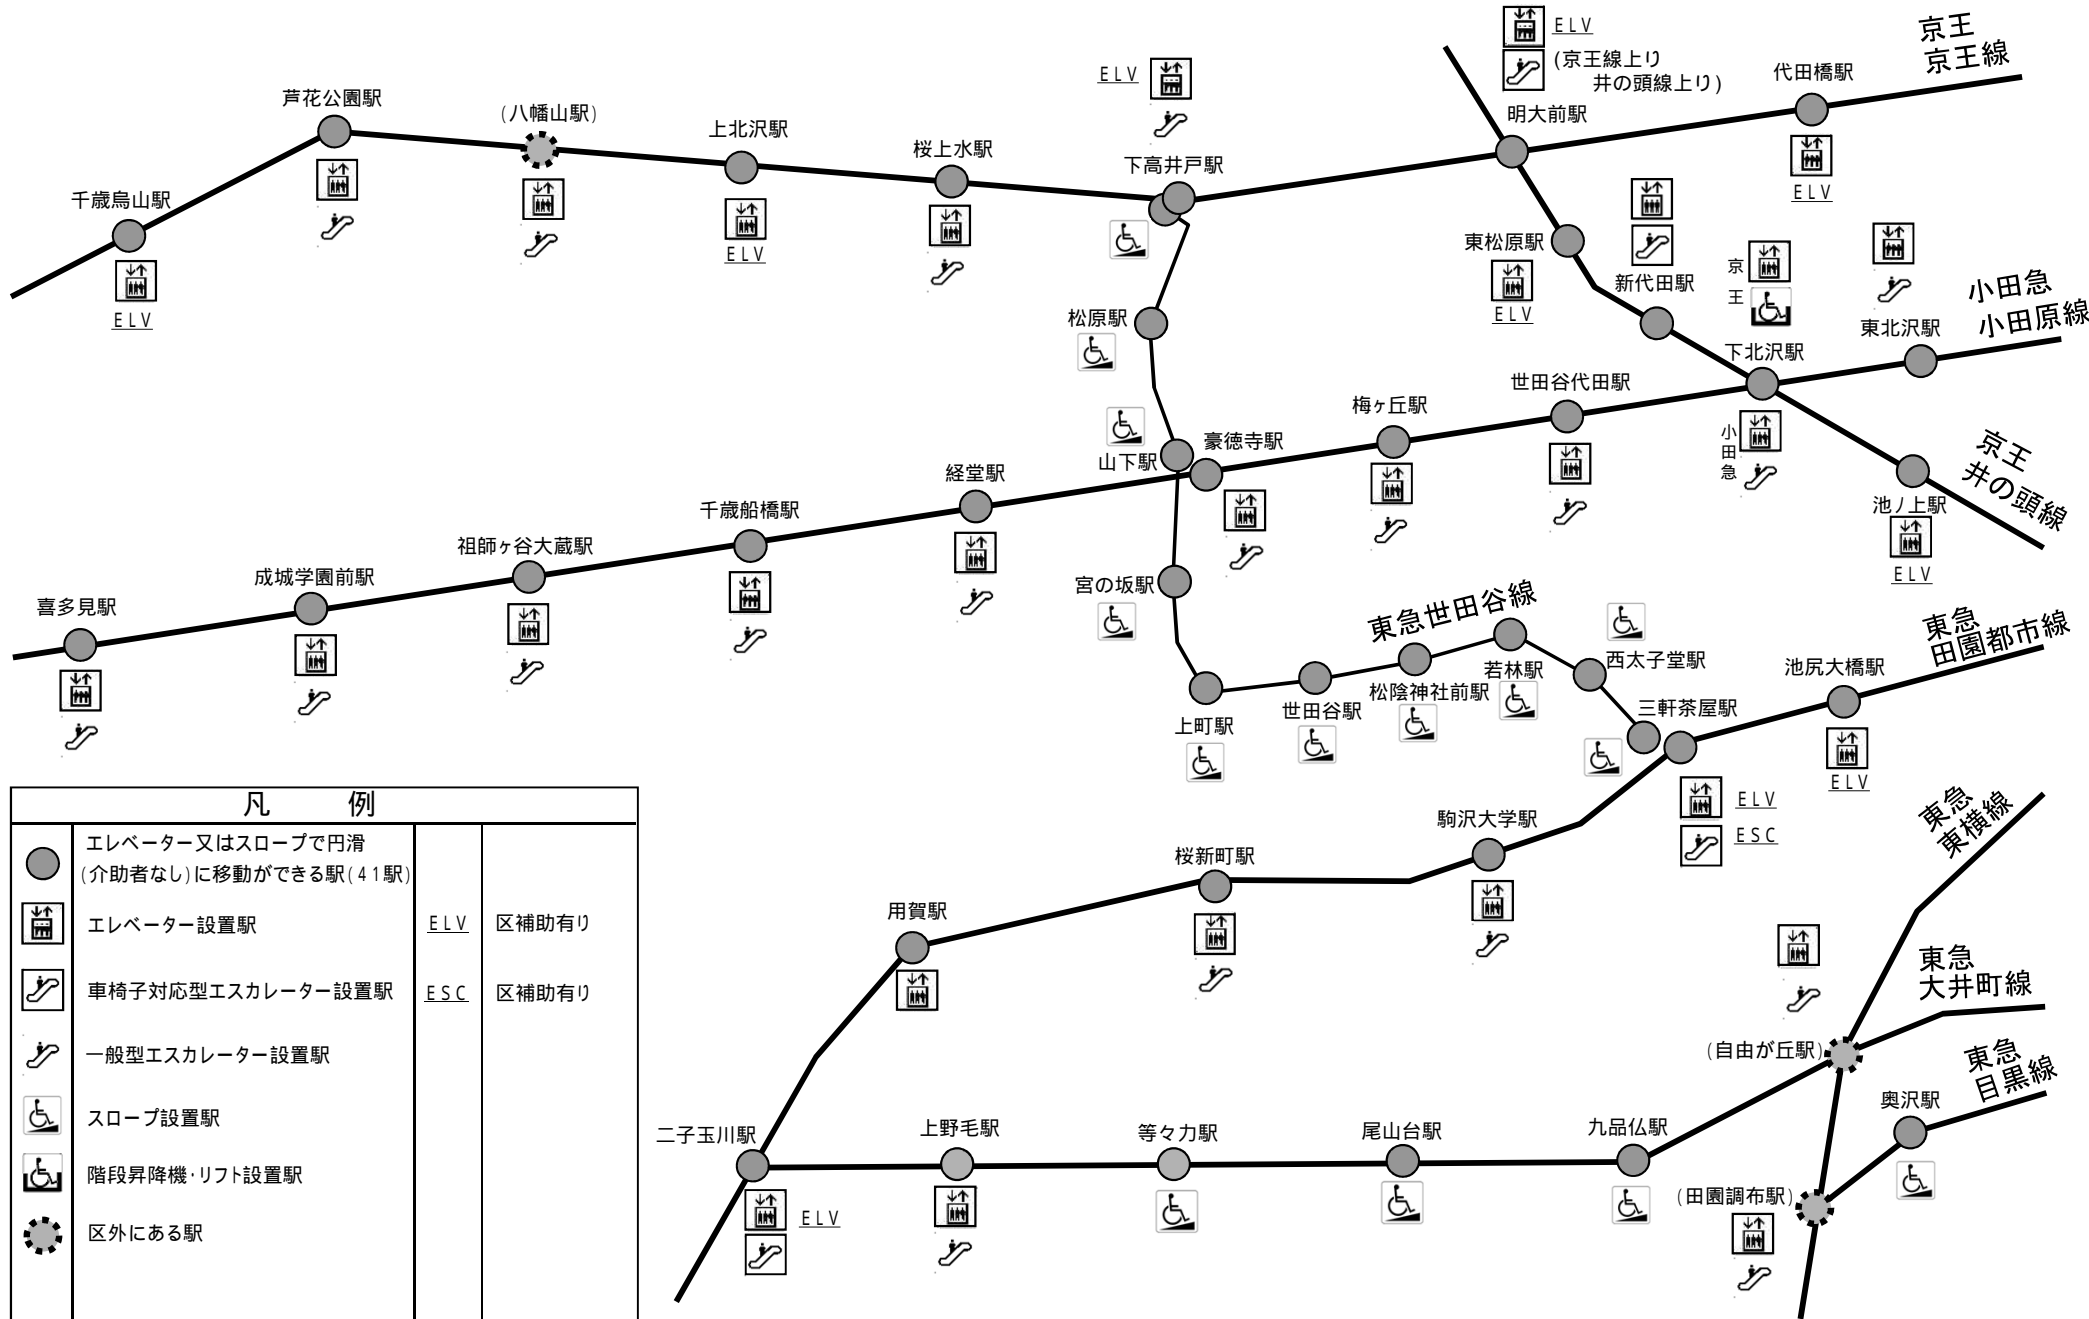 ELV
(京王線上り
井の頭線上り)
京王
京王線
ELV
代田橋駅
芦花公園駅
(八幡山駅)
明大前駅
上北沢駅
桜上水駅
下高井戸駅
千歳烏山駅
ELV
東松原駅
ELV
新代田駅
京王
小田急
小田原線
ELV
ELV
松原駅
東北沢駅
下北沢駅
世田谷代田駅
梅ヶ丘駅
小田急
豪徳寺駅
山下駅
京王
井の頭線
経堂駅
池ノ上駅
千歳船橋駅
ELV
祖師ヶ谷大蔵駅
成城学園前駅
宮の坂駅
喜多見駅
東急世田谷線
東急
田園都市線
西太子堂駅
池尻大橋駅
若林駅
松陰神社前駅
世田谷駅
三軒茶屋駅
上町駅
ELV
ELV
ESC
東急
東横線
駒沢大学駅
桜新町駅
用賀駅
東急
大井町線
(自由が丘駅)
東急
目黒線
奥沢駅
二子玉川駅
上野毛駅
等々力駅
尾山台駅
九品仏駅
(田園調布駅)
ELV
凡 例
エレベーター又はスロープで円滑
(介助者なし)に移動ができる駅(41駅)
エレベーター設置駅 ELV 区補助有り
車椅子対応型エスカレーター設置駅 ESC 区補助有り
一般型エスカレーター設置駅
スロープ設置駅
階段昇降機・リフト設置駅
区外にある駅